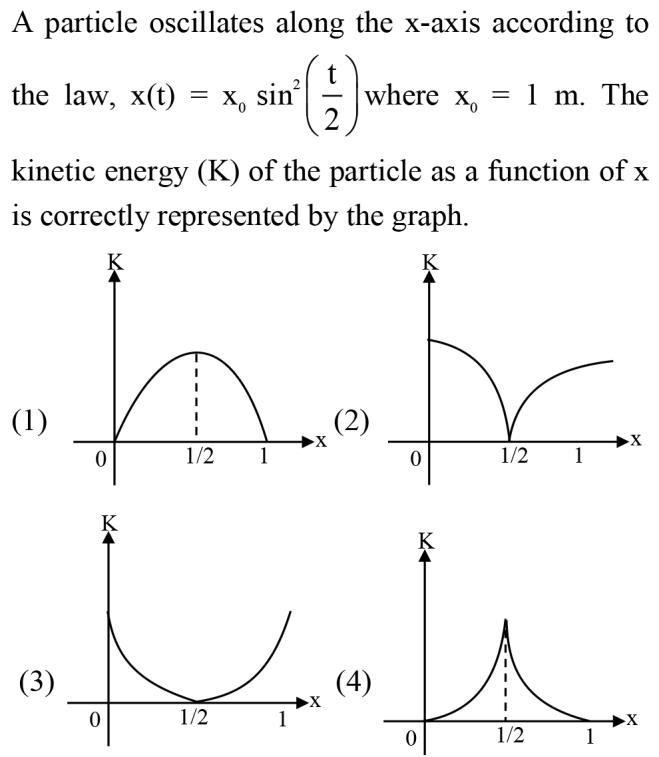 A particle oscillates along the x-axis according to
the law, x(t) = x₀ sin²(t/2) where x₀ = 1 m. The
kinetic energy (K) of the particle as a function of x
is correctly represented by the graph.
K K
(1) (2)
x x
0 1/2 1 0 1/2 1
K K
(3) (4)
x x
0 1/2 1 0 1/2 1